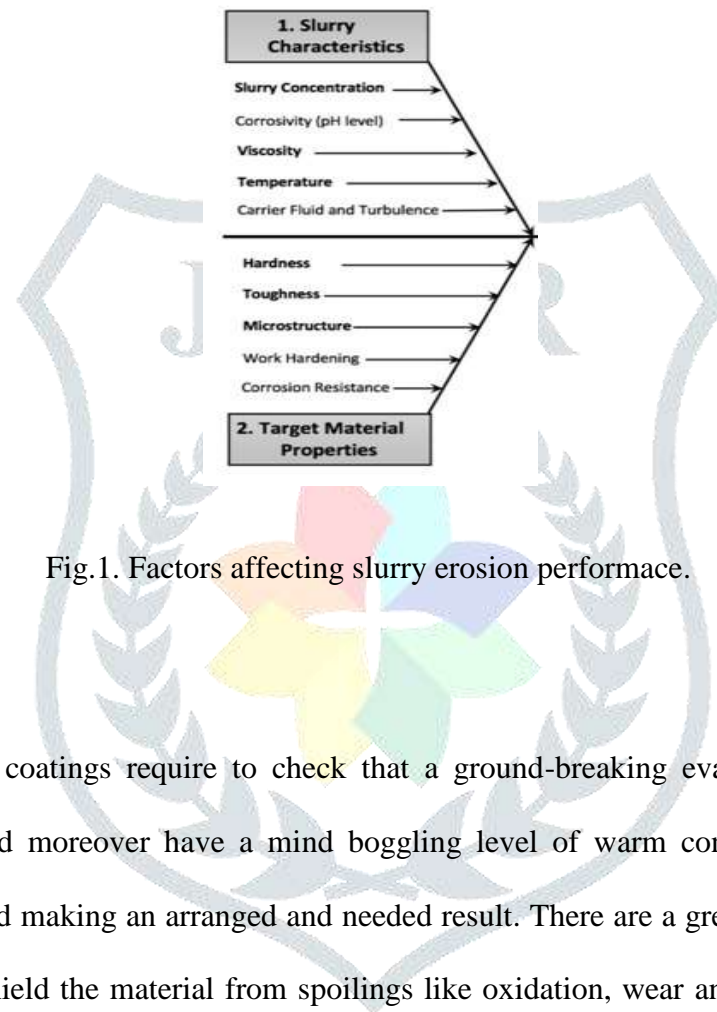 1. Slurry
Characteristics
Slurry Concentration
Corrosivity (pH level)
Viscosity
Temperature
Carrier Fluid and Turbulence
Hardness
Toughness
Microstructure
Work Hardening
Corrosion Resistance
2. Target Material
Properties
Fig.1. Factors affecting slurry erosion performace.
coatings require to check that a ground-breaking eva
d moreover have a mind boggling level of warm con
d making an arranged and needed result. There are a gre
ield the material from spoilings like oxidation, wear an